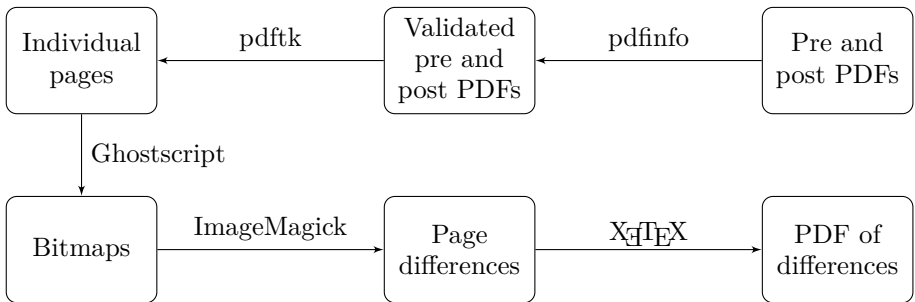 Individual
pages
pdftk
Validated
pre and
post PDFs
pdfinfo
Pre and
post PDFs
Ghostscript
Bitmaps
ImageMagick
Page
differences
XƎTEX
PDF of
differences